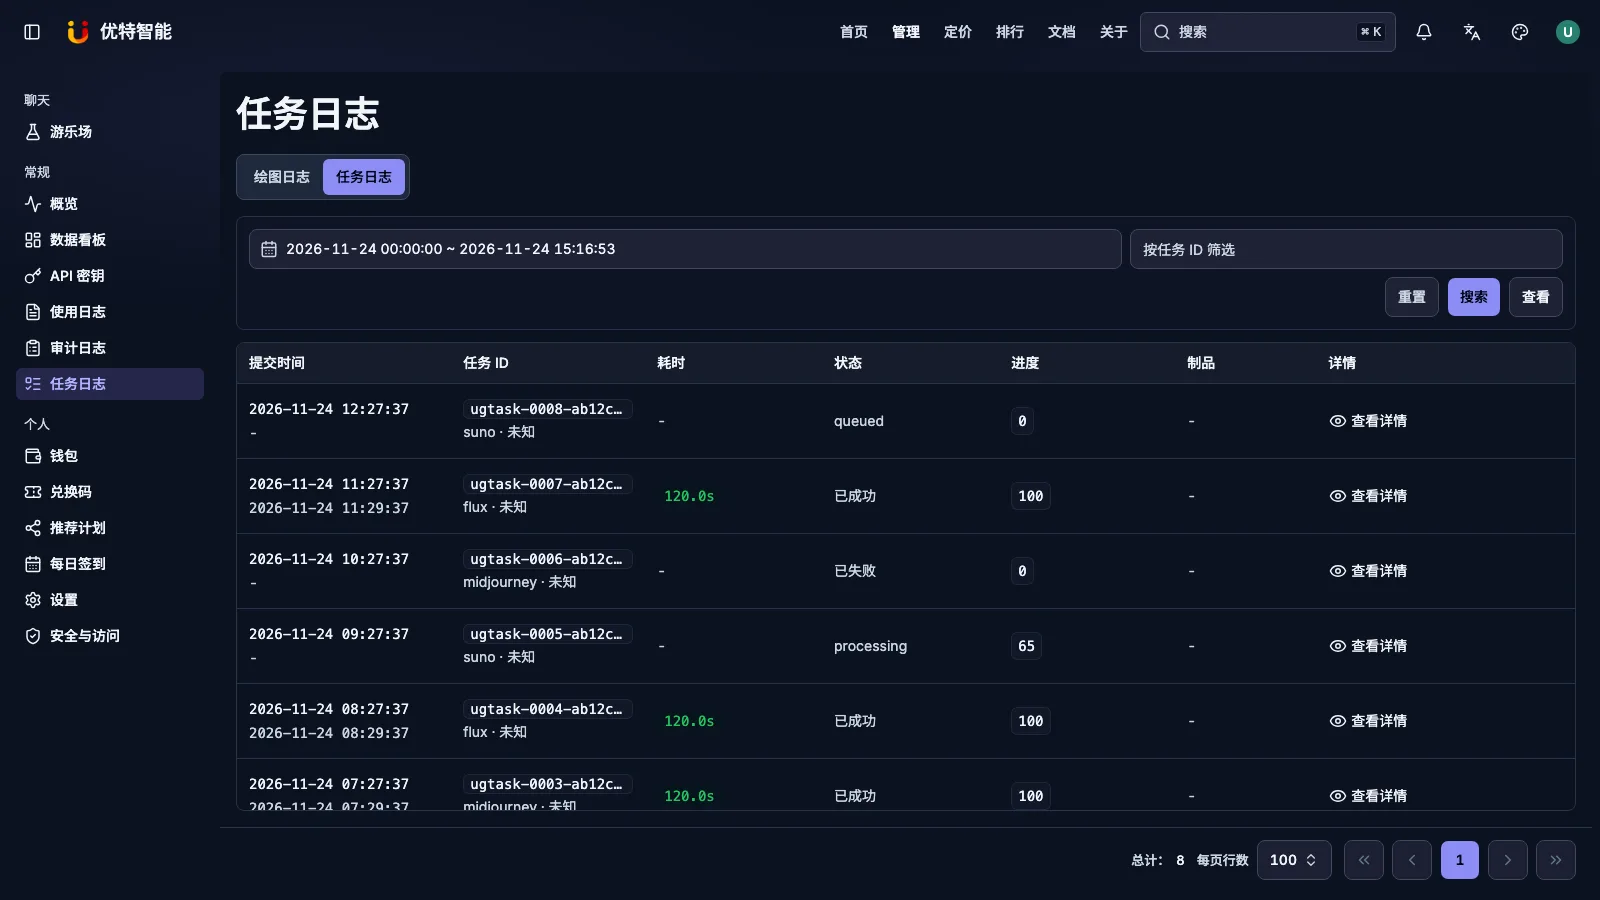 优特智能
首页
管理
定价
排行
文档
关于
搜索
⌘ K
U
聊天
游乐场
常规
概览
数据看板
API 密钥
使用日志
审计日志
任务日志
个人
钱包
兑换码
推荐计划
每日签到
设置
安全与访问
任务日志
绘图日志
任务日志
2026-11-24 00:00:00 ~ 2026-11-24 15:16:53
按任务 ID 筛选
重置
搜索
查看
提交时间 任务 ID 耗时 状态 进度 制品 详情
2026-11-24 12:27:37 ugtask-0008-ab12c…
- suno · 未知
- queued 0 - 查看详情
2026-11-24 11:27:37 ugtask-0007-ab12c…
2026-11-24 11:29:37 flux · 未知
120.0s 已成功 100 - 查看详情
2026-11-24 10:27:37 ugtask-0006-ab12c…
- midjourney · 未知
- 已失败 0 - 查看详情
2026-11-24 09:27:37 ugtask-0005-ab12c…
- suno · 未知
- processing 65 - 查看详情
2026-11-24 08:27:37 ugtask-0004-ab12c…
2026-11-24 08:29:37 flux · 未知
120.0s 已成功 100 - 查看详情
2026-11-24 07:27:37 ugtask-0003-ab12c…
2026-11-24 07:29:37 midjourney · 未知
120.0s 已成功 100 - 查看详情
总计： 8 每页行数 100 1